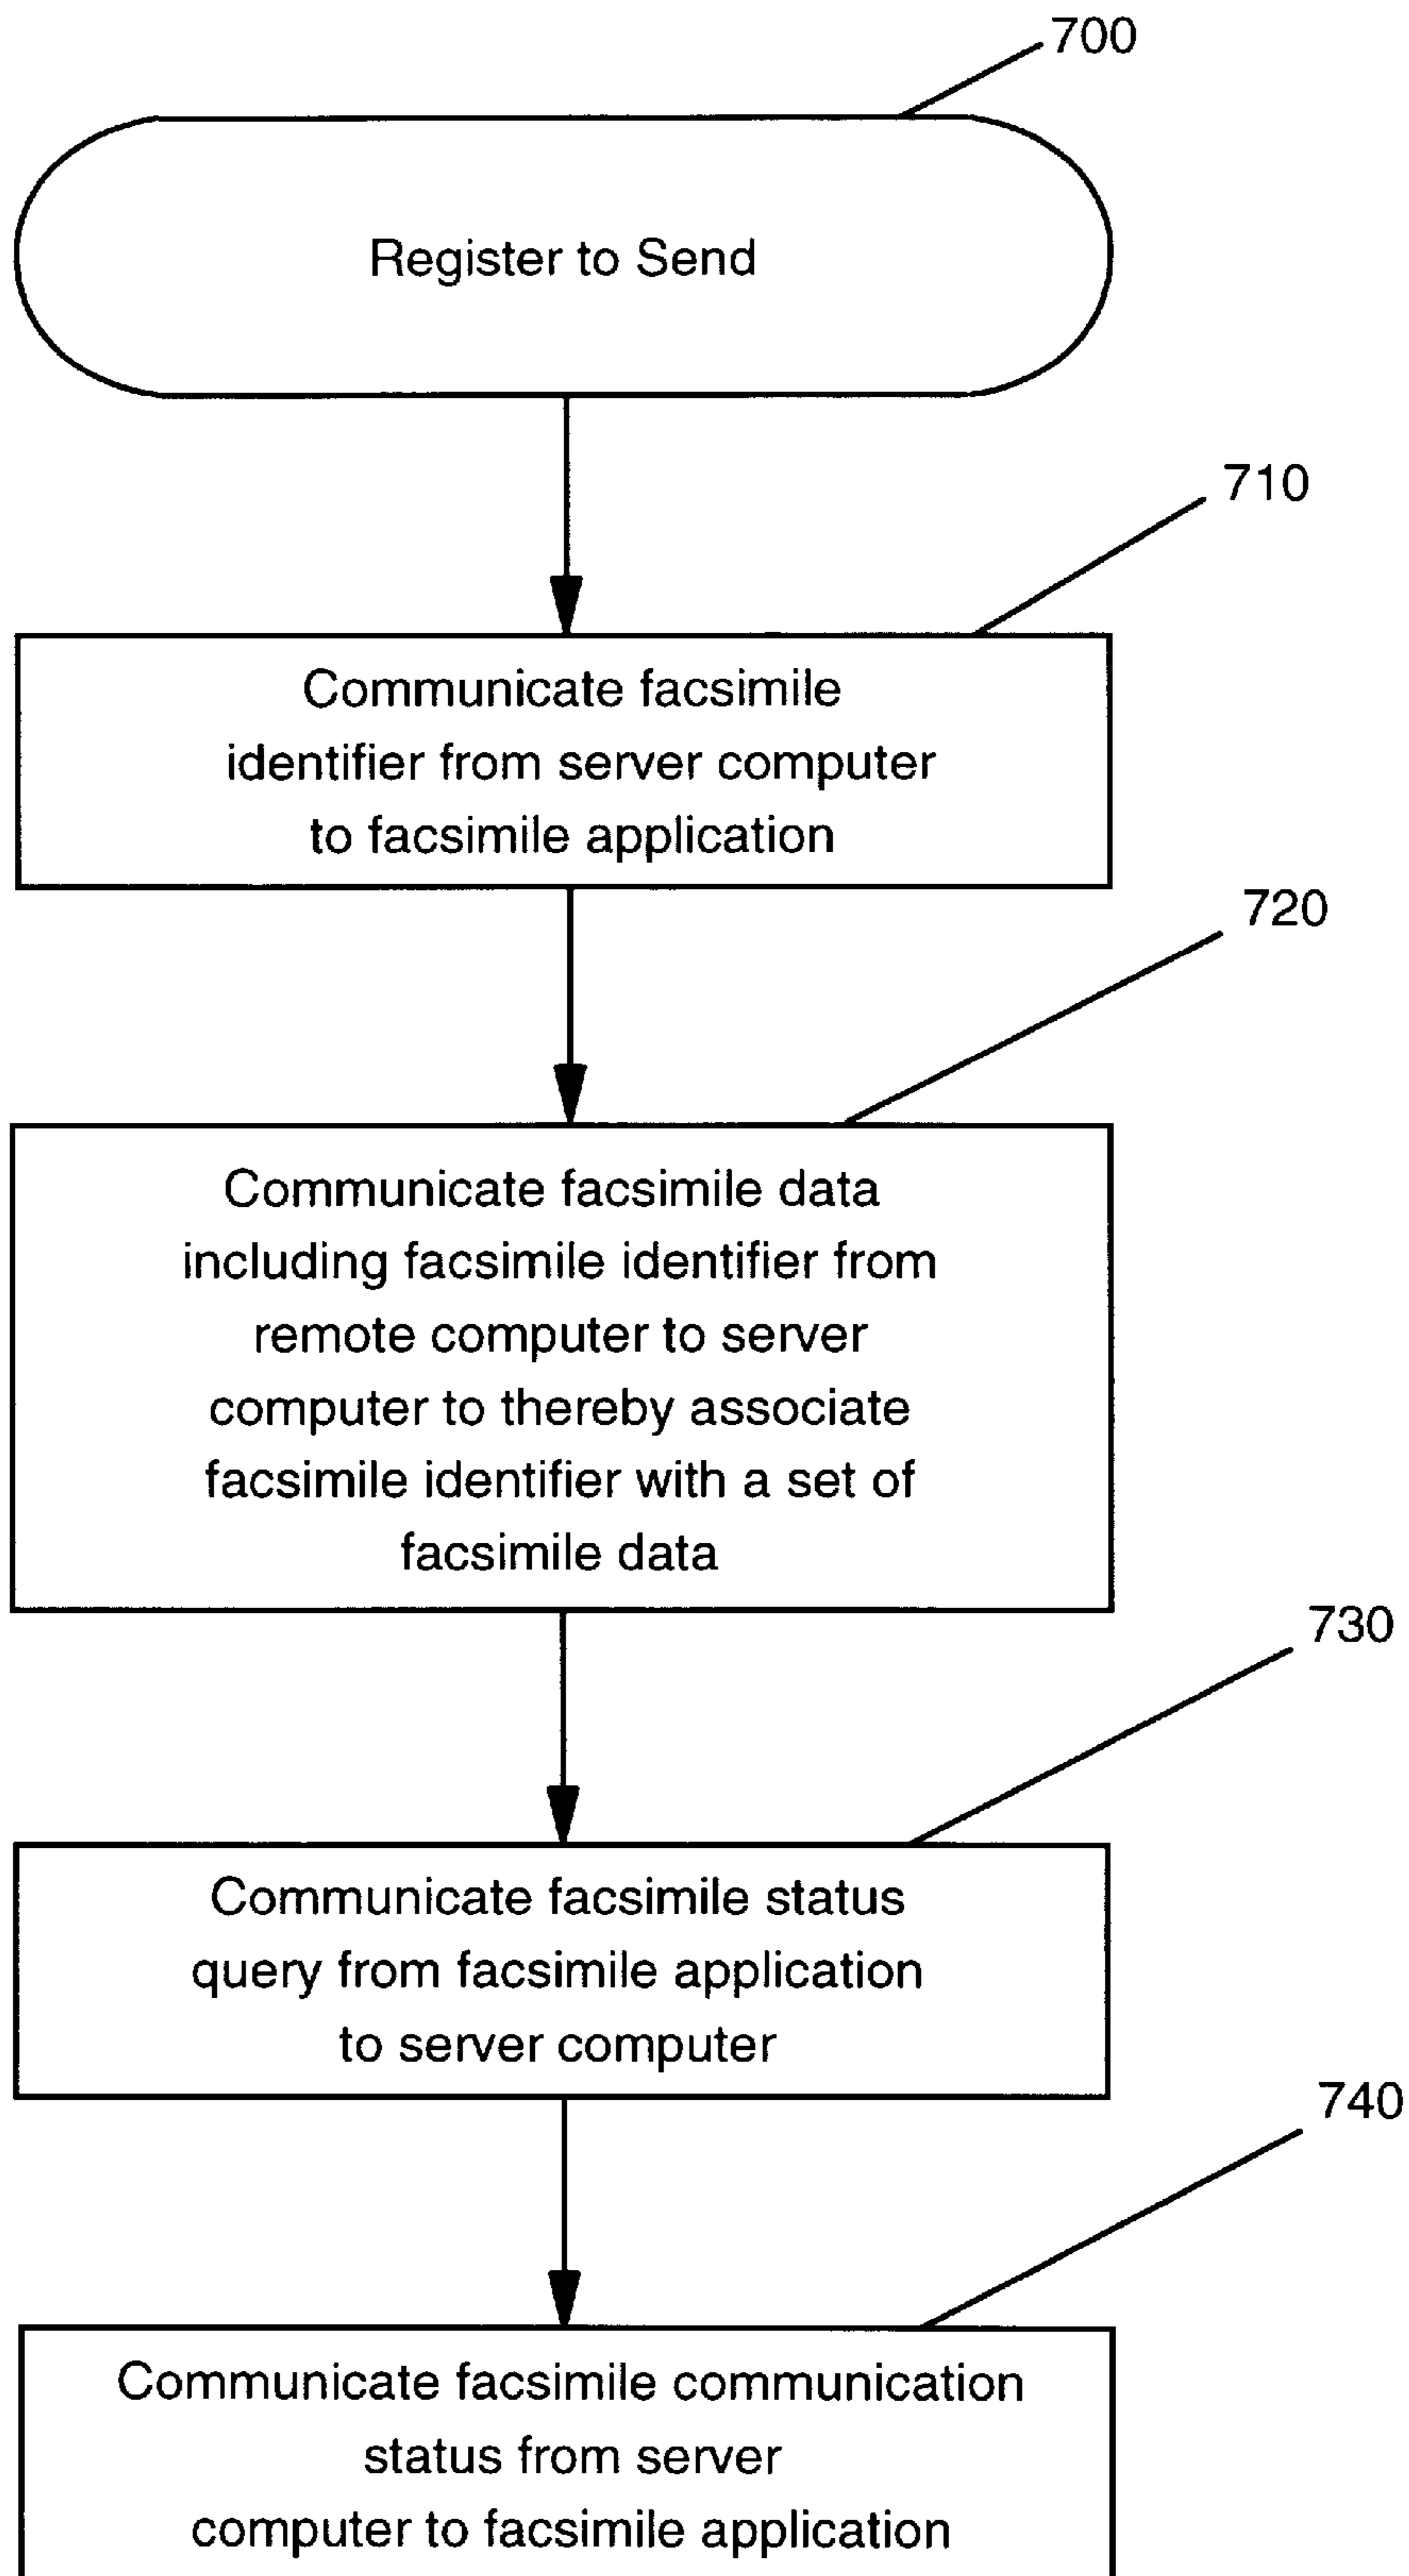 700
Register to Send
710
Communicate facsimile
identifier from server computer
to facsimile application
720
Communicate facsimile data
including facsimile identifier from
remote computer to server
computer to thereby associate
facsimile identifier with a set of
facsimile data
730
Communicate facsimile status
query from facsimile application
to server computer
740
Communicate facsimile communication
status from server
computer to facsimile application